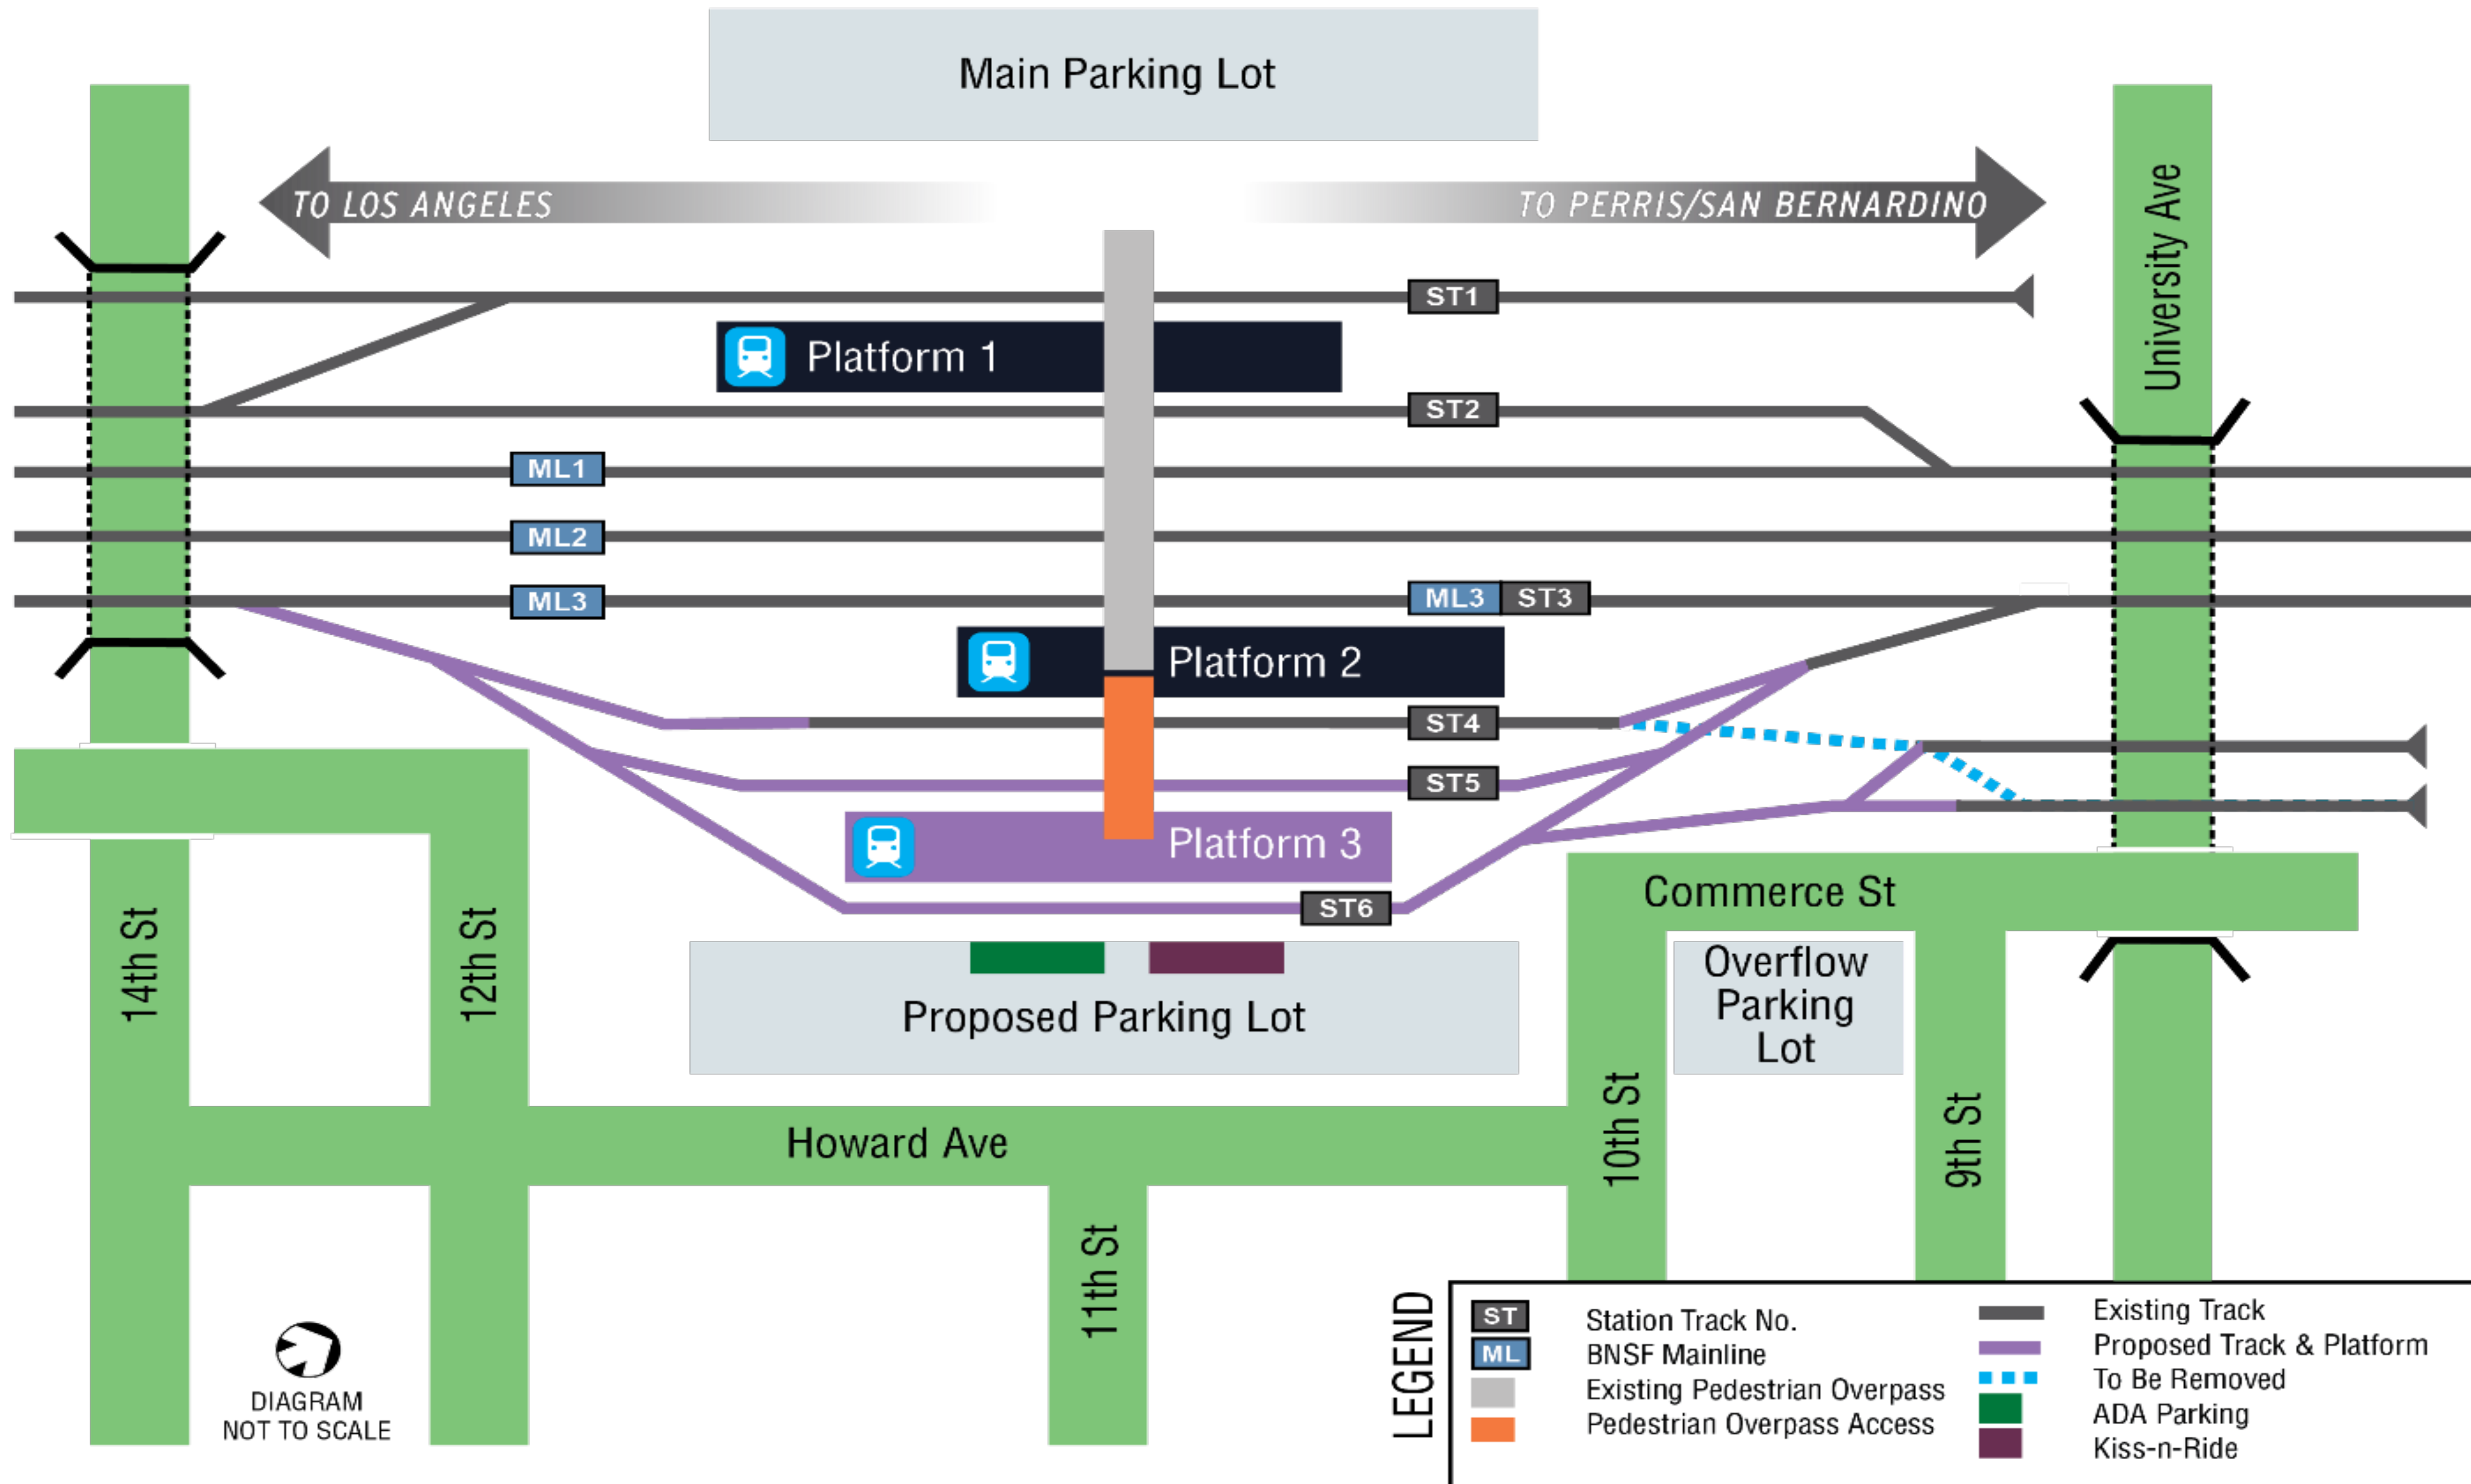 Main Parking Lot
TO LOS ANGELES
TO PERRIS/SAN BERNARDINO
University Ave
ST1
Platform 1
ST2
ML1
ML2
ML3
ML3 ST3
Platform 2
ST4
ST5
Platform 3
ST6
Commerce St
14th St
12th St
Overflow
Parking
Lot
Proposed Parking Lot
10th St
9th St
Howard Ave
11th St
DIAGRAM
NOT TO SCALE
LEGEND
ST Station Track No.
ML BNSF Mainline
Existing Pedestrian Overpass
Pedestrian Overpass Access
Existing Track
Proposed Track & Platform
To Be Removed
ADA Parking
Kiss-n-Ride